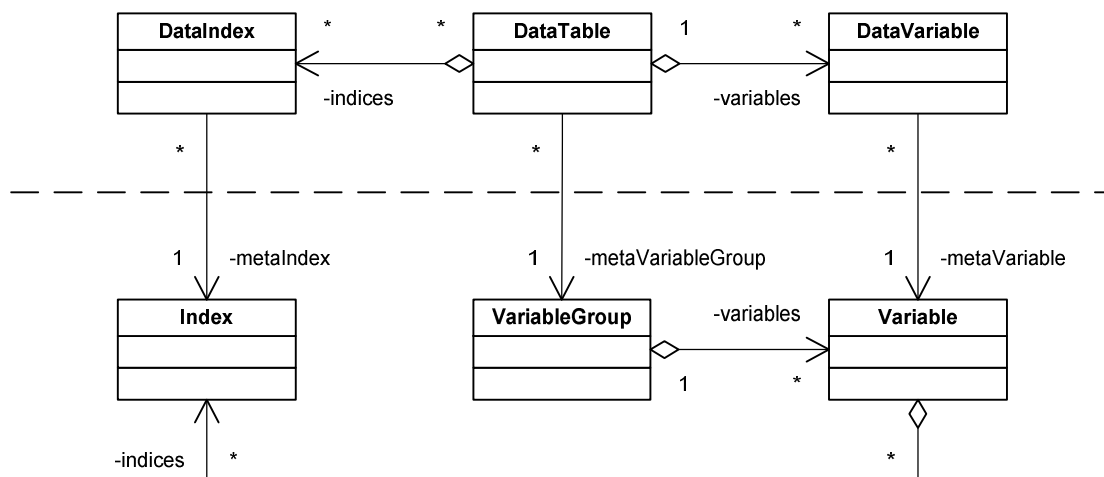 DataIndex * * DataTable 1 * DataVariable
-indices -variables
* * *
1 -metaIndex 1 -metaVariableGroup 1 -metaVariable
Index VariableGroup -variables Variable
1 *
-indices * *